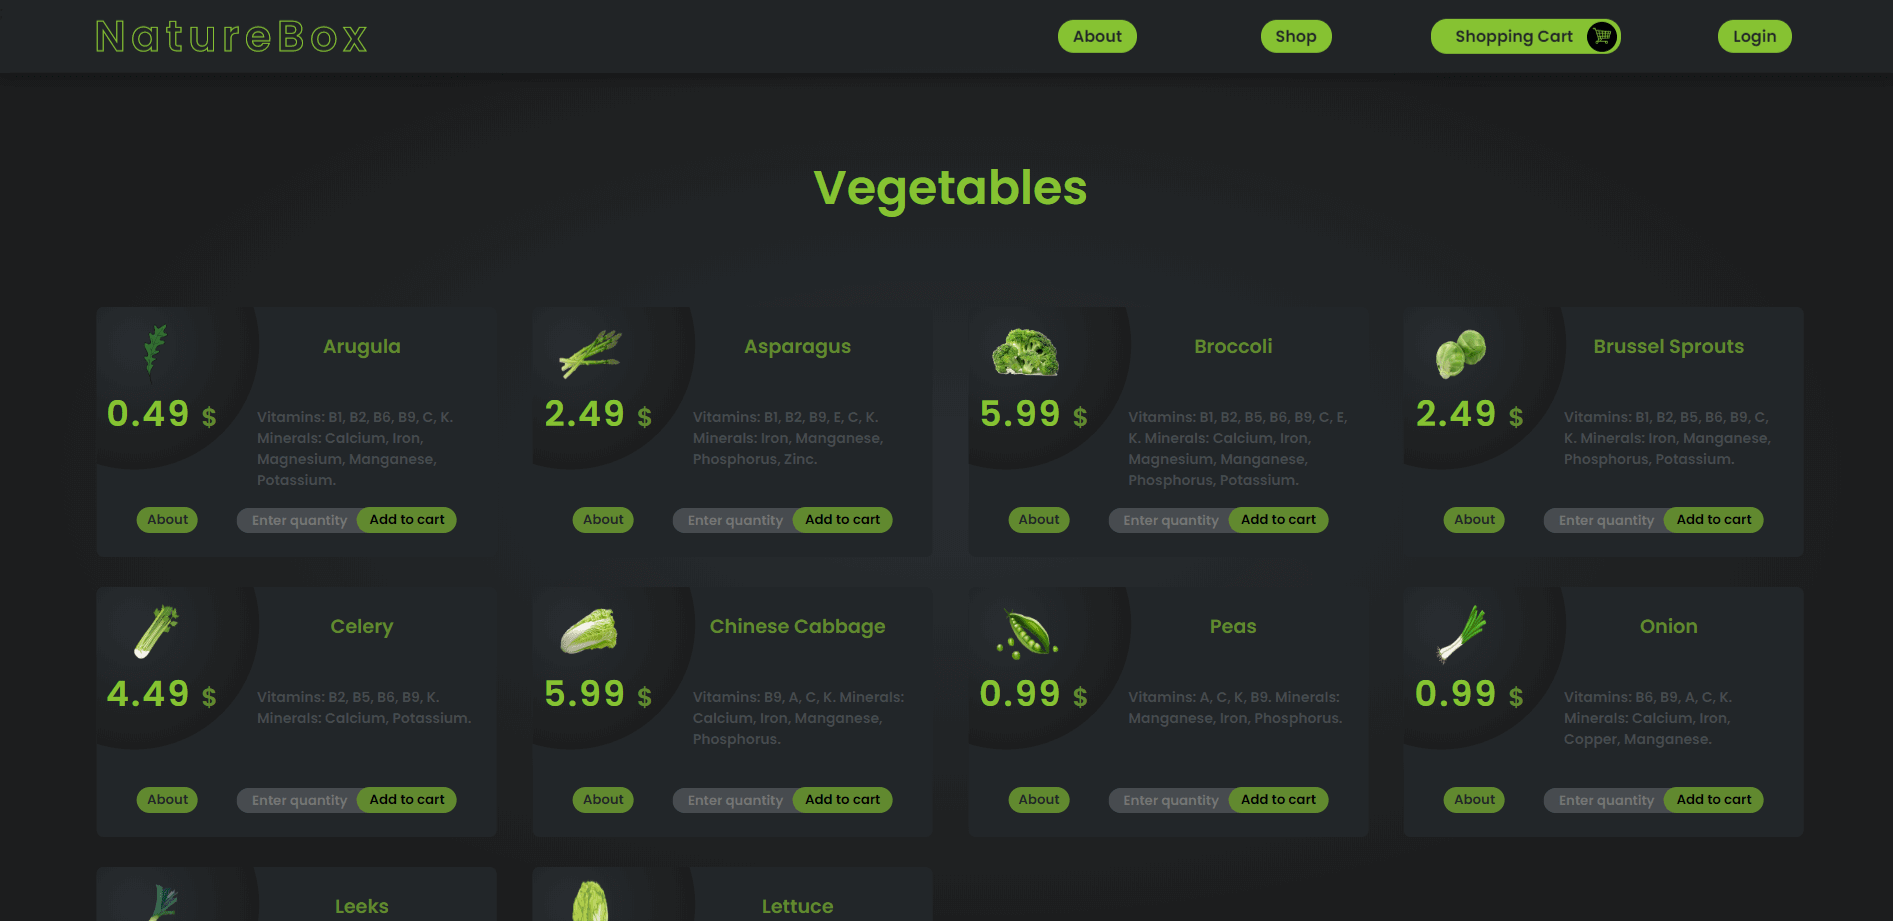 NatureBox
About
Shop
Shopping Cart
Login
Vegetables
Arugula
0.49 $
Vitamins: B1, B2, B6, B9, C, K.
Minerals: Calcium, Iron,
Magnesium, Manganese,
Potassium.
About
Enter quantity
Add to cart
Asparagus
2.49 $
Vitamins: B1, B2, B9, E, C, K.
Minerals: Iron, Manganese,
Phosphorus, Zinc.
About
Enter quantity
Add to cart
Broccoli
5.99 $
Vitamins: B1, B2, B5, B6, B9, C, E,
K. Minerals: Calcium, Iron,
Magnesium, Manganese,
Phosphorus, Potassium.
About
Enter quantity
Add to cart
Brussel Sprouts
2.49 $
Vitamins: B1, B2, B5, B6, B9, C,
K. Minerals: Iron, Manganese,
Phosphorus, Potassium.
About
Enter quantity
Add to cart
Celery
4.49 $
Vitamins: B2, B5, B6, B9, K.
Minerals: Calcium, Potassium.
About
Enter quantity
Add to cart
Chinese Cabbage
5.99 $
Vitamins: B9, A, C, K. Minerals:
Calcium, Iron, Manganese,
Phosphorus.
About
Enter quantity
Add to cart
Peas
0.99 $
Vitamins: A, C, K, B9. Minerals:
Manganese, Iron, Phosphorus.
About
Enter quantity
Add to cart
Onion
0.99 $
Vitamins: B6, B9, A, C, K.
Minerals: Calcium, Iron,
Copper, Manganese.
About
Enter quantity
Add to cart
Leeks
Lettuce